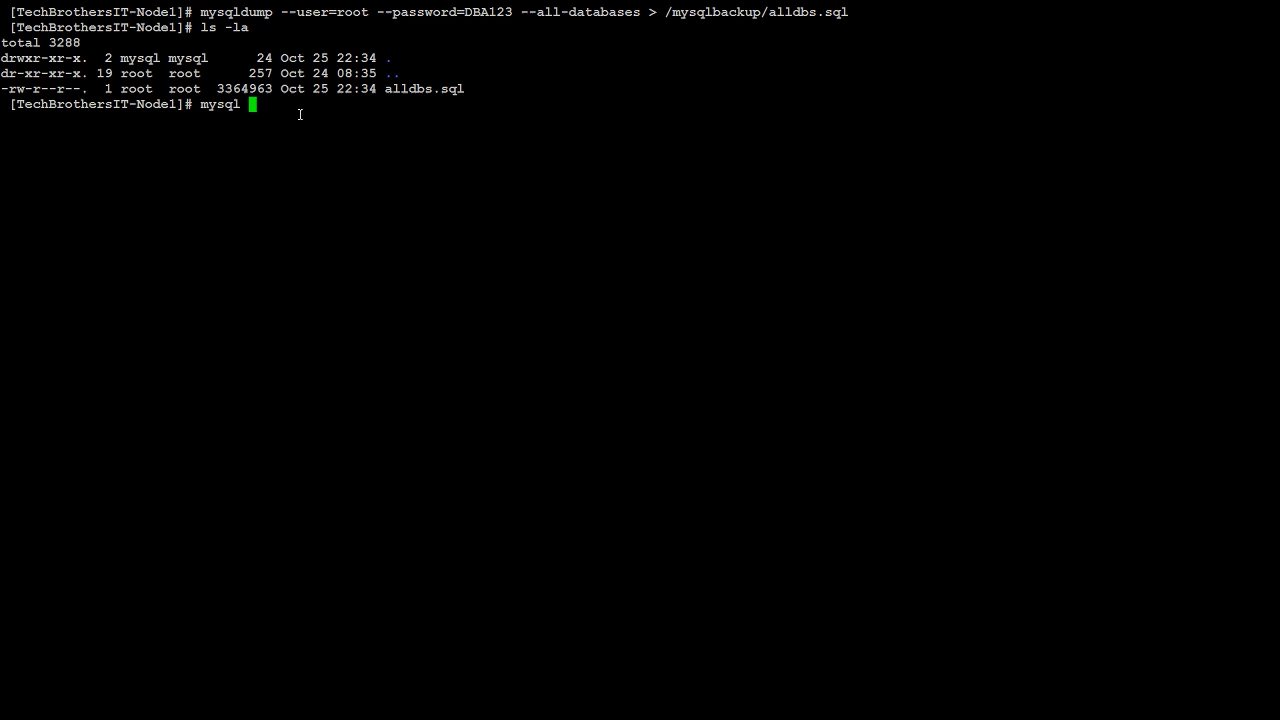 [TechBrothersIT-Node1]# mysqldump --user=root --password=DBA123 --all-databases > /mysqlbackup/alldbs.sql
[TechBrothersIT-Node1]# ls -la
total 3288
drwxr-xr-x.  2 mysql mysql      24 Oct 25 22:34 .
dr-xr-xr-x. 19 root  root      257 Oct 24 08:35 ..
-rw-r--r--.  1 root  root  3364963 Oct 25 22:34 alldbs.sql
[TechBrothersIT-Node1]# mysql